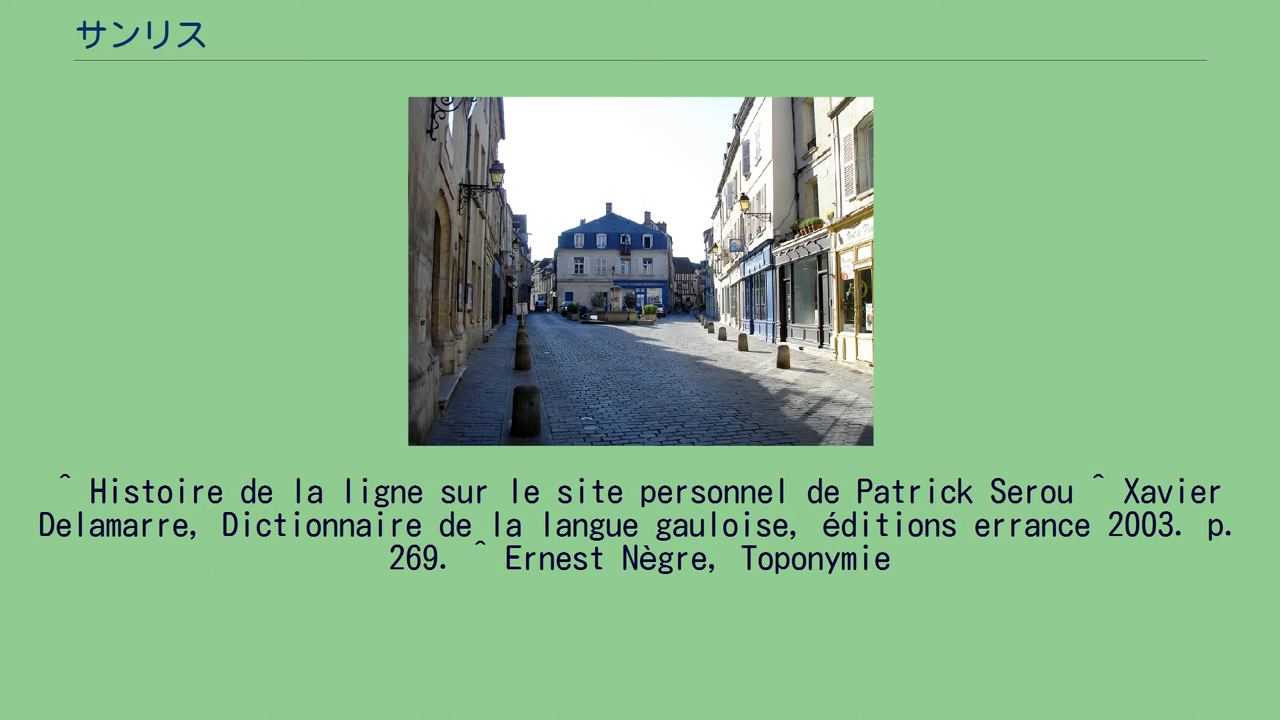 サンリス
^ Histoire de la ligne sur le site personnel de Patrick Serou ^ Xavier
Delamarre, Dictionnaire de la langue gauloise, éditions errance 2003. p.
269. ^ Ernest Nègre, Toponymie